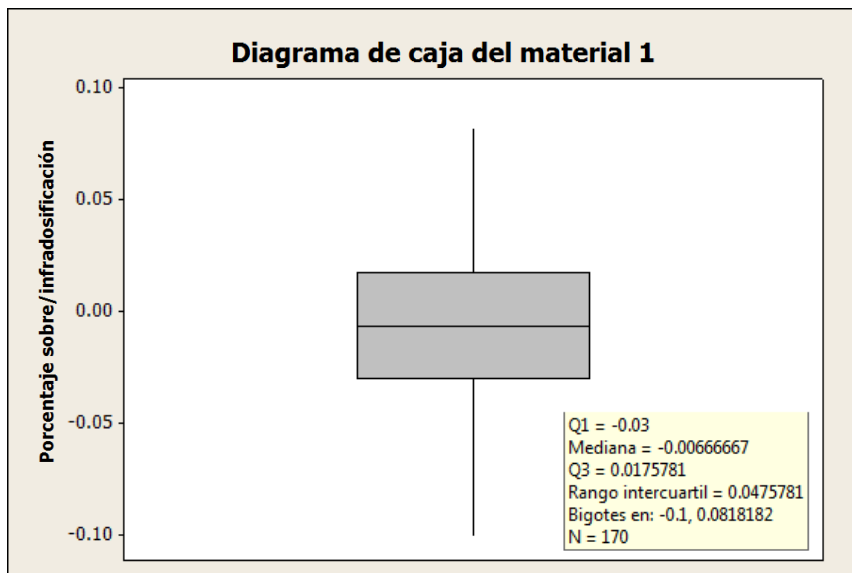 Diagrama de caja del material 1
Porcentaje sobre/infradosificación
0.10
0.05
0.00
-0.05
-0.10
Q1 = -0.03
Mediana = -0.00666667
Q3 = 0.0175781
Rango intercuartil = 0.0475781
Bigotes en: -0.1, 0.0818182
N = 170